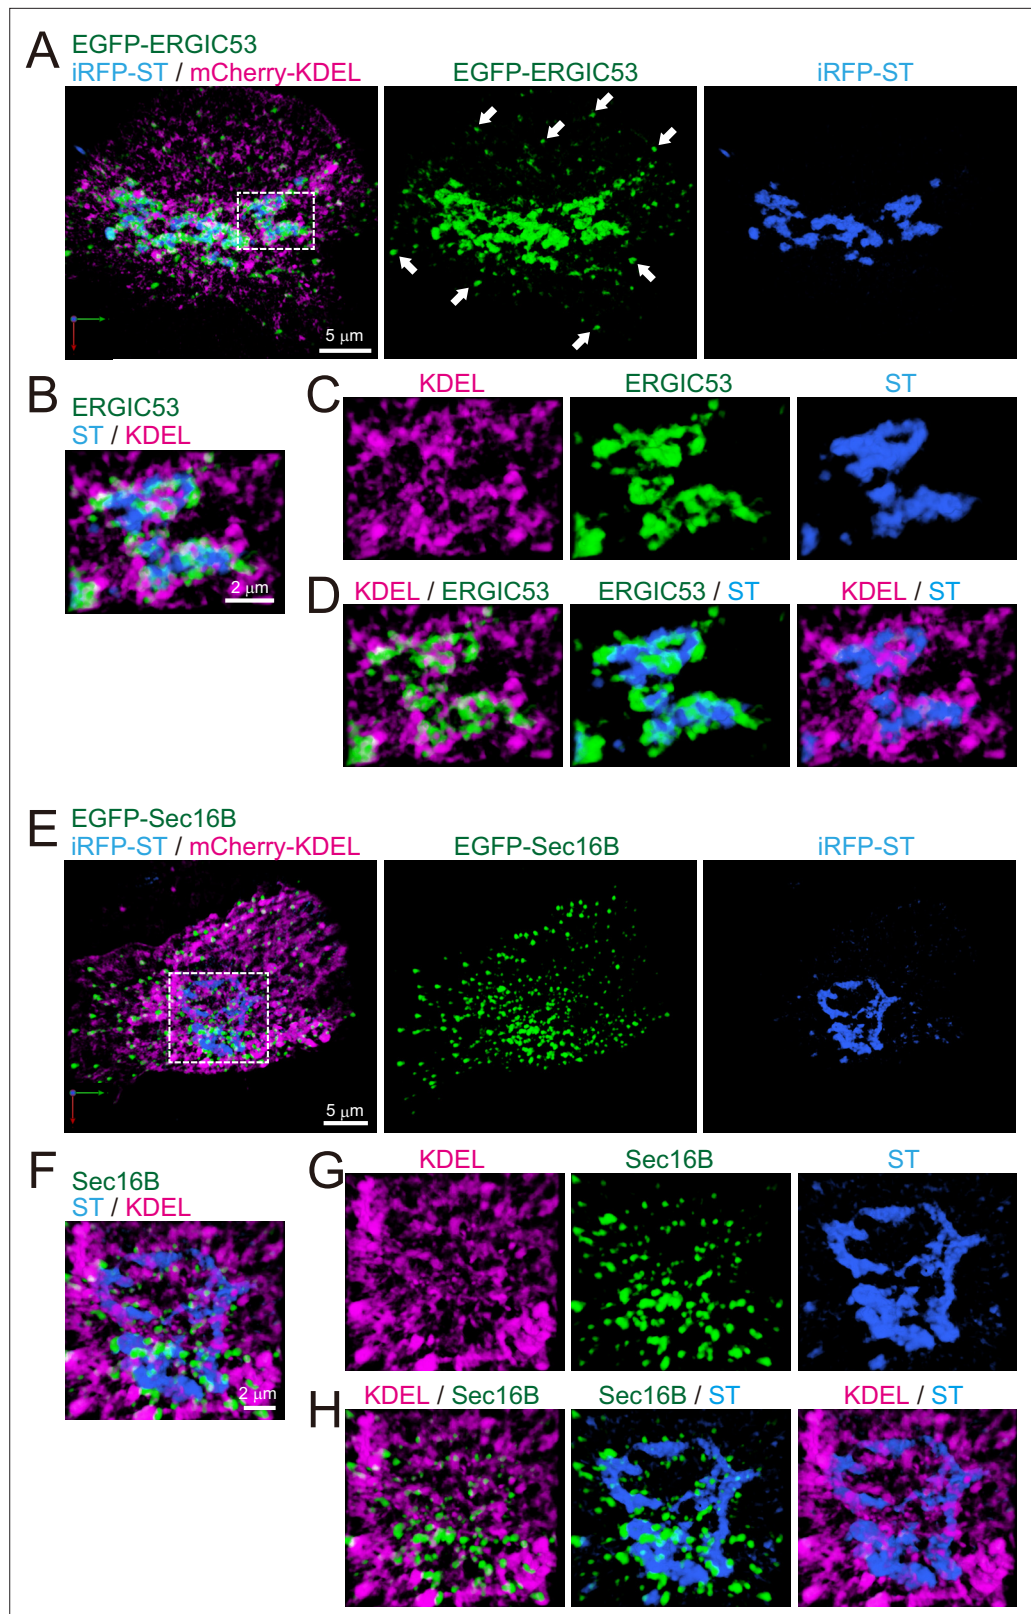 A
EGFP-ERGIC53
iRFP-ST / mCherry-KDEL
EGFP-ERGIC53
iRFP-ST
5 μm
B
ERGIC53
ST / KDEL
2 μm
C
KDEL
ERGIC53
ST
D
KDEL / ERGIC53
ERGIC53 / ST
KDEL / ST
E
EGFP-Sec16B
iRFP-ST / mCherry-KDEL
EGFP-Sec16B
iRFP-ST
5 μm
F
Sec16B
ST / KDEL
2 μm
G
KDEL
Sec16B
ST
H
KDEL / Sec16B
Sec16B / ST
KDEL / ST